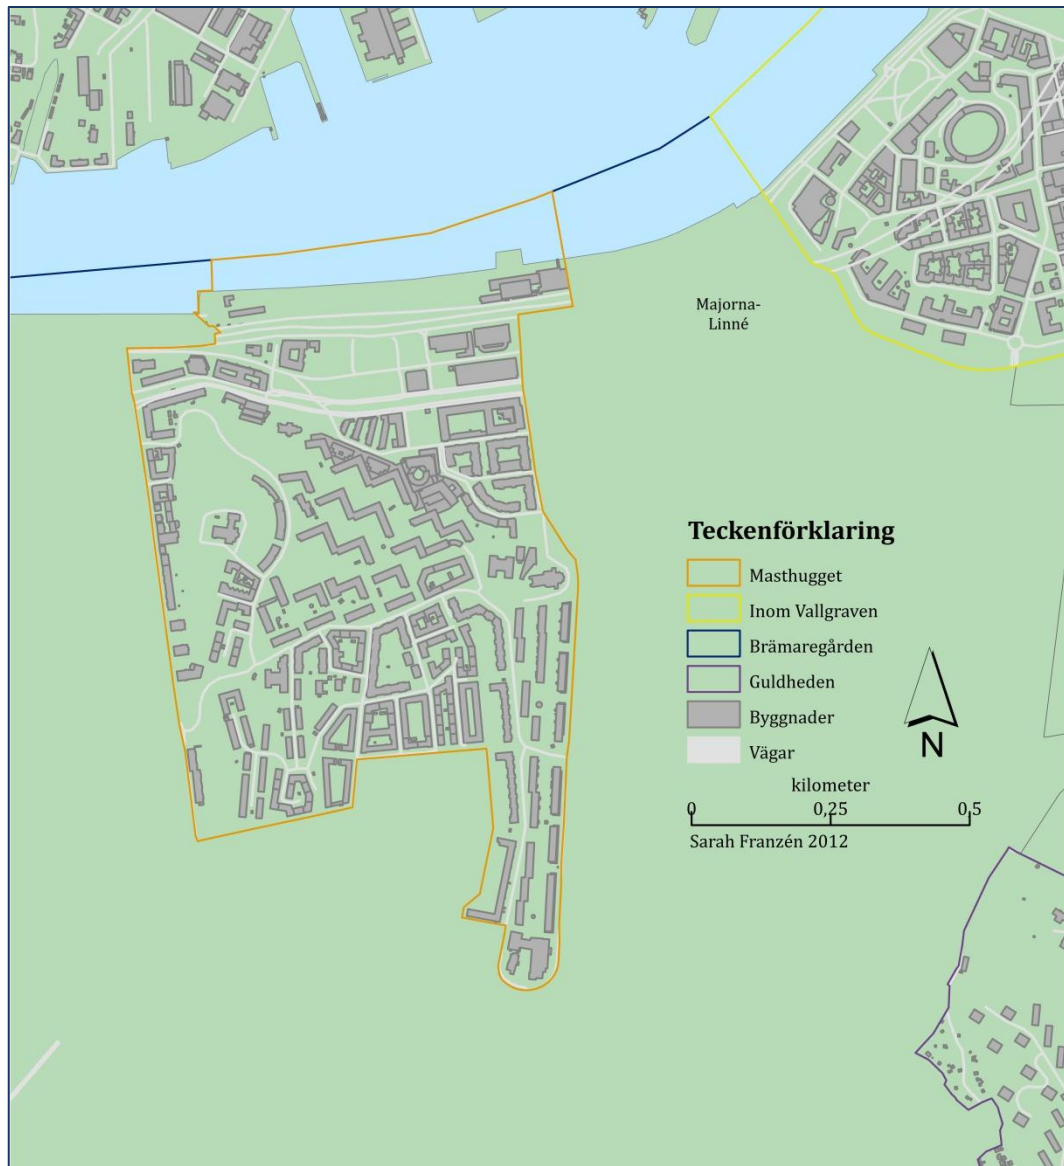 Majorna-
Linné
Teckenförklaring
Masthugget
Inom Vallgraven
Brämaregården
Guldheden
Byggnader
Vägar
N
kilometer
0 0,25 0,5
Sarah Franzén 2012